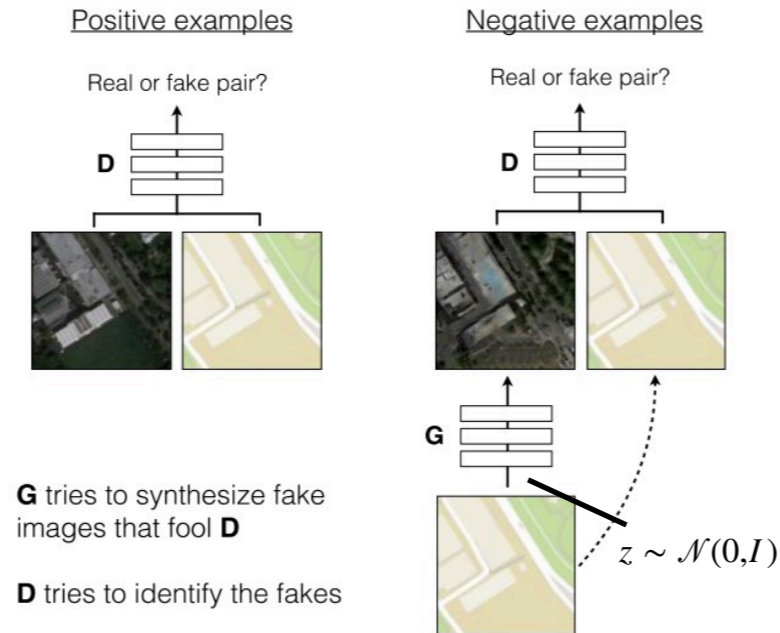 Positive examples
Real or fake pair?
D
G tries to synthesize fake
images that fool D
D tries to identify the fakes
Negative examples
Real or fake pair?
D
G
z ∼ 𝒩(0,I)